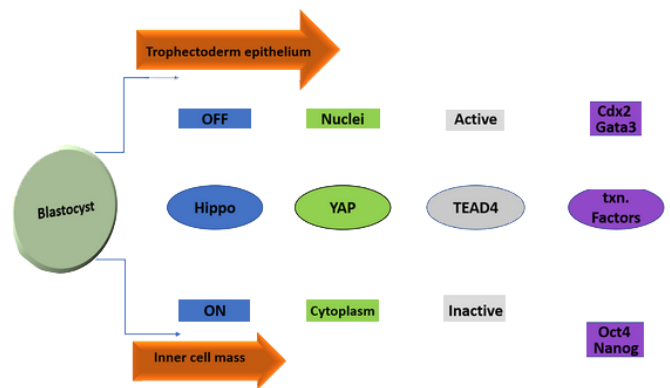 Trophectoderm epithelium
OFF
Nuclei
Active
Cdx2
Gata3
Blastocyst
Hippo
YAP
TEAD4
txn.
Factors
ON
Cytoplasm
Inactive
Oct4
Nanog
Inner cell mass